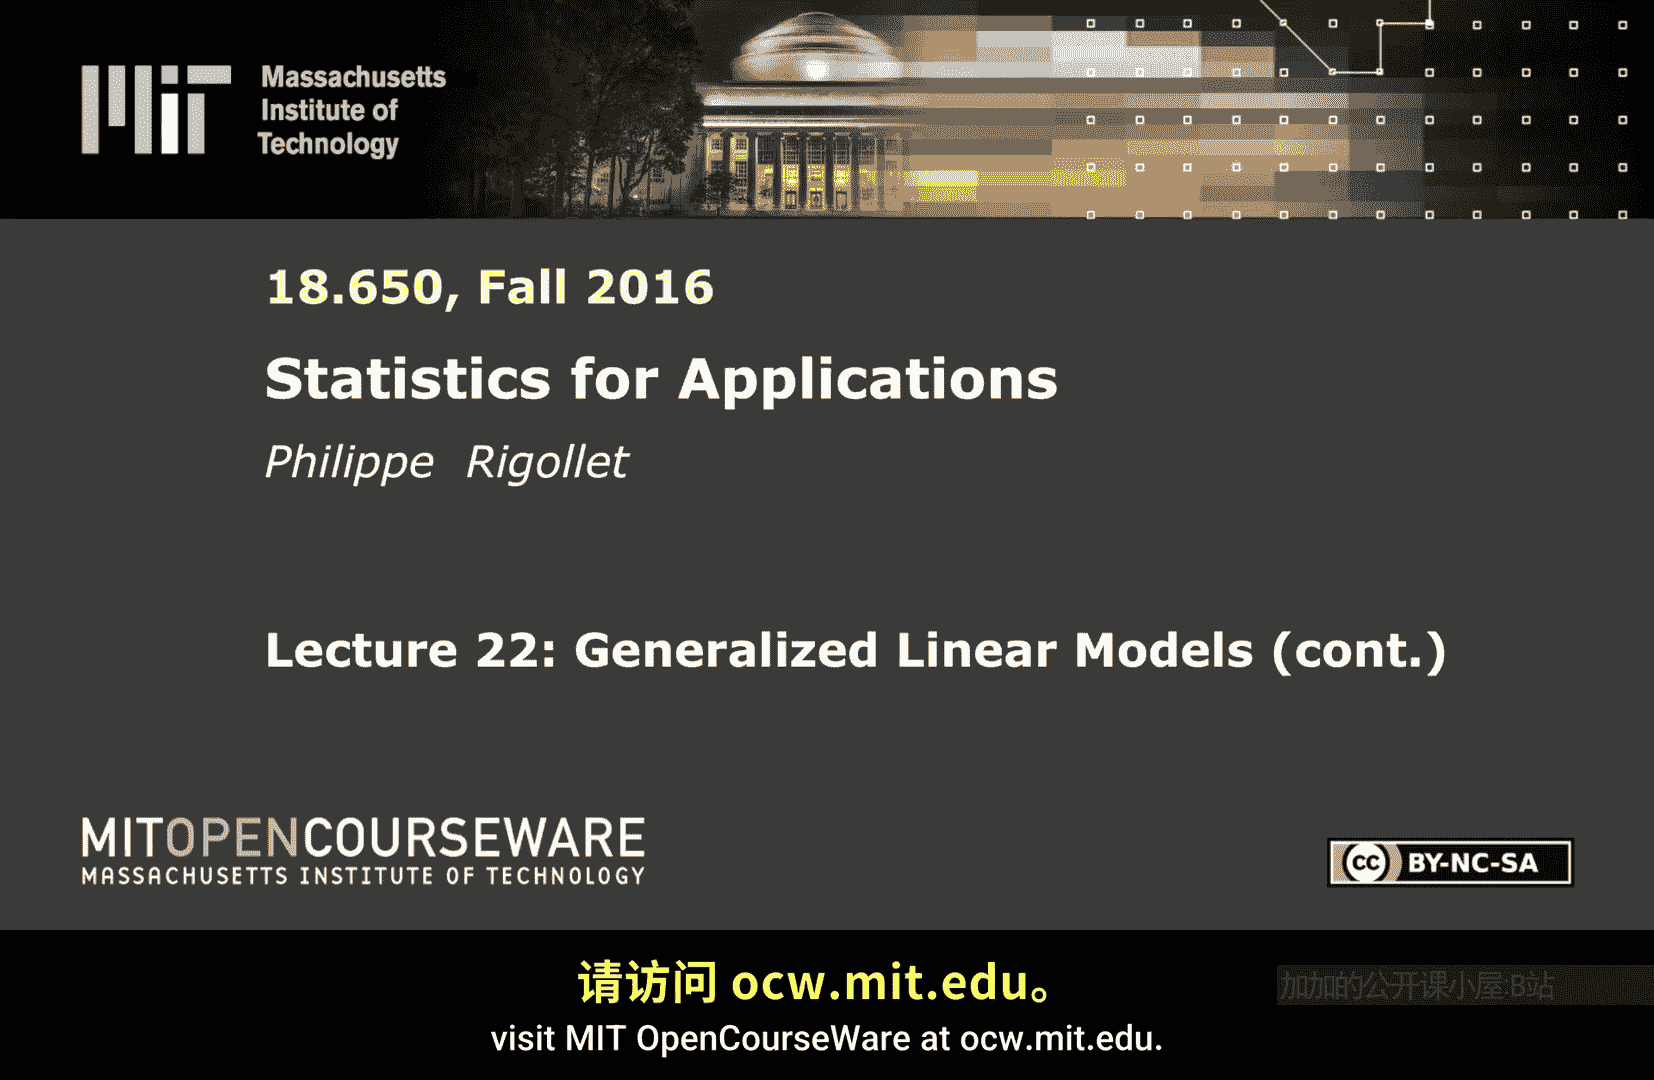 Massachusetts
Institute of
Technology
18.650, Fall 2016
Statistics for Applications
Philippe Rigollet
Lecture 22: Generalized Linear Models (cont.)
MITOPENCOURSEWARE
MASSACHUSETTS INSTITUTE OF TECHNOLOGY
cc BY-NC-SA
请访问 ocw.mit.edu。
加加的公开课小屋:B站
visit MIT OpenCourseWare at ocw.mit.edu.